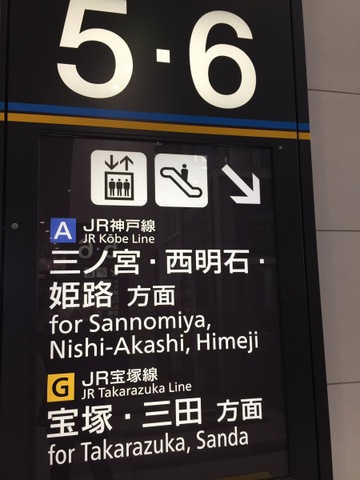 5・6
A JR神戸線
JR Kōbe Line
三ノ宮・西明石・
姫路 方面
for Sannomiya,
Nishi-Akashi, Himeji
G JR宝塚線
JR Takarazuka Line
宝塚・三田 方面
for Takarazuka, Sanda